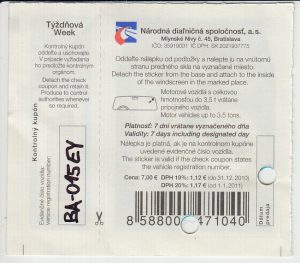 Týždňová
Week
Kontrolný kupón
oddeľte a uschovajte.
V prípade vyžiadania
ho predložte kontrolným
orgánom.
Detach the check
coupon and retain it.
Produce to control
authorities whenever
so required.
Kontrolný kupón
Evidenčné číslo vozidla
Vehicle registration number
BA-015EY
Národná diaľničná spoločnosť, a. s.
Mlynské Nivy č. 45, Bratislava
IČO: 35919001 IČ DPH: SK 2021937775
Oddeľte nálepku od podložky a nalepte ju na vnútornú
stranu predného skla na vyznačené miesto.
Detach the sticker from the base and attach to the inside
of the windscreen in the marked place.
Motorové vozidlá s celkovou
hmotnosťou do 3,5 t vrátane
prípojného vozidla.
Motor vehicles up to 3,5 tons.
Platnosť: 7 dní vrátane vyznačeného dňa
Validity: 7 days including designated day
Nálepka je platná, ak je na kontrolnom kupóne
uvedené evidenčné číslo vozidla.
The sticker is valid if the check coupon states
the vehicle registration number.
Cena: 7,00 € DPH 19%: 1,12 € (do 31.12.2010)
DPH 20%: 1,17 € (od 1.1.2011)
8 58800 471040
Dátum
predaja